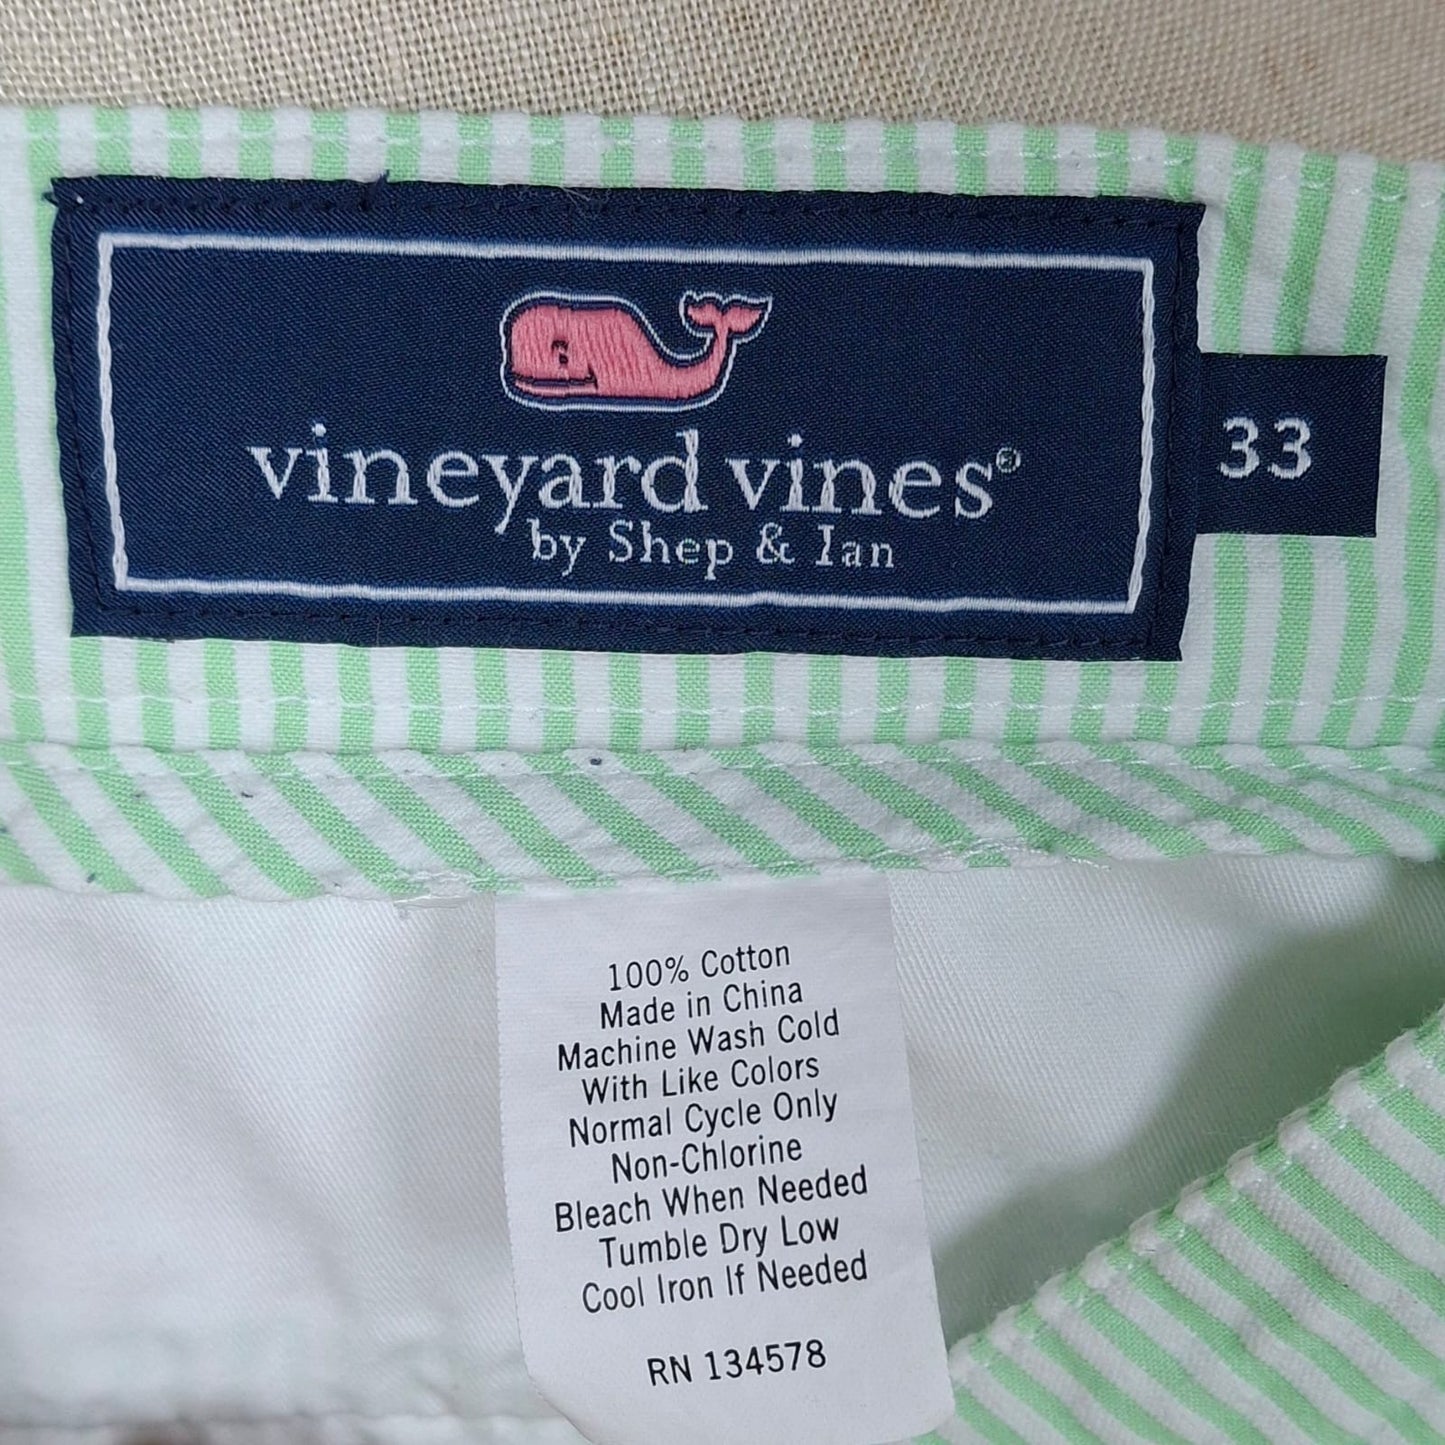 vineyard vines®
by Shep & Ian
33
100% Cotton
Made in China
Machine Wash Cold
With Like Colors
Normal Cycle Only
Non-Chlorine
Bleach When Needed
Tumble Dry Low
Cool Iron If Needed
RN 134578